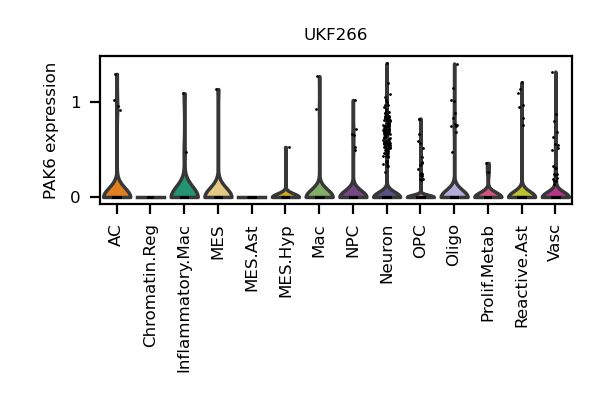 UKF266
PAK6 expression
1
0
AC
Chromatin.Reg
Inflammatory.Mac
MES
MES.Ast
MES.Hyp
Mac
NPC
Neuron
OPC
Oligo
Prolif.Metab
Reactive.Ast
Vasc